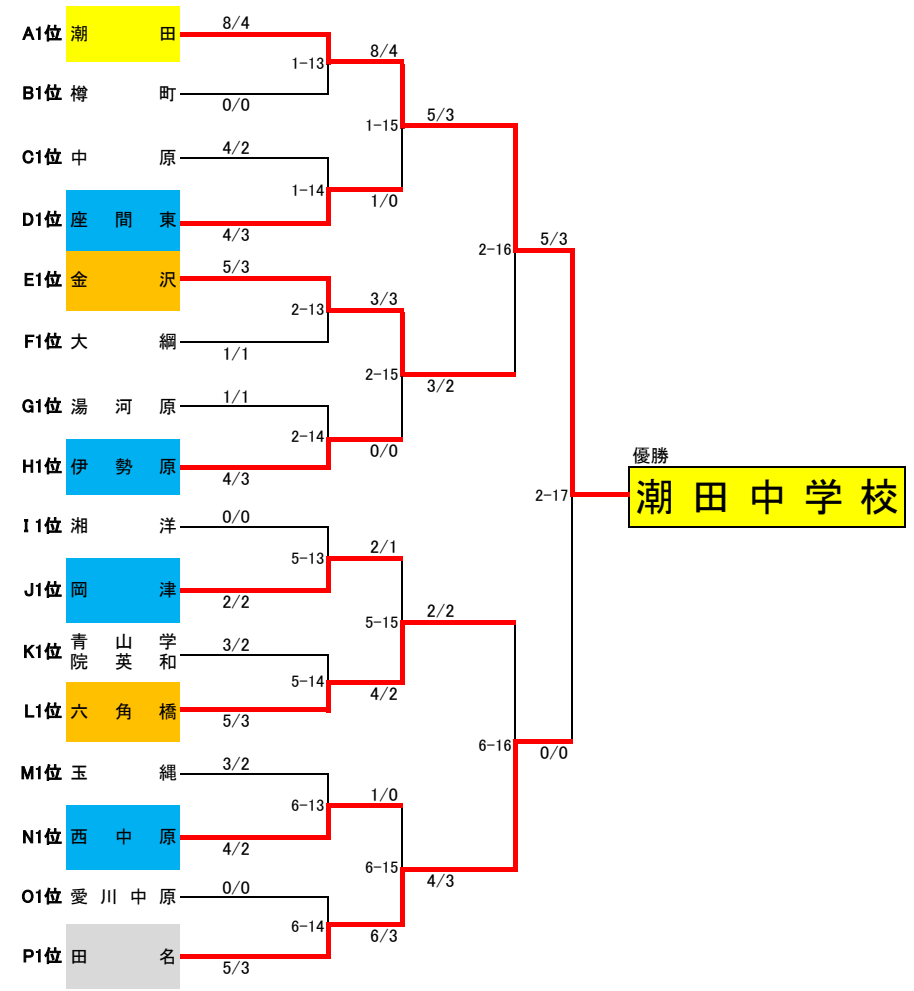 A1位 潮田 8/4
1-13 8/4
B1位 樽町 0/0
1-15 5/3
C1位 中原 4/2
1-14 1/0
D1位 座間東 4/3
2-16 5/3
E1位 金沢 5/3
2-13 3/3
F1位 大綱 1/1
2-15 3/2
G1位 湯河原 1/1
2-14 0/0
H1位 伊勢原 4/3
優勝
2-17 潮田中学校
I1位 湘洋 0/0
5-13 2/1
J1位 岡津 2/2
5-15 2/2
K1位 青山学 3/2
院英和
5-14 4/2
L1位 六角橋 5/3
6-16 0/0
M1位 玉縄 3/2
6-13 1/0
N1位 西中原 4/2
6-15 4/3
O1位 愛川中原 0/0
6-14 6/3
P1位 田名 5/3